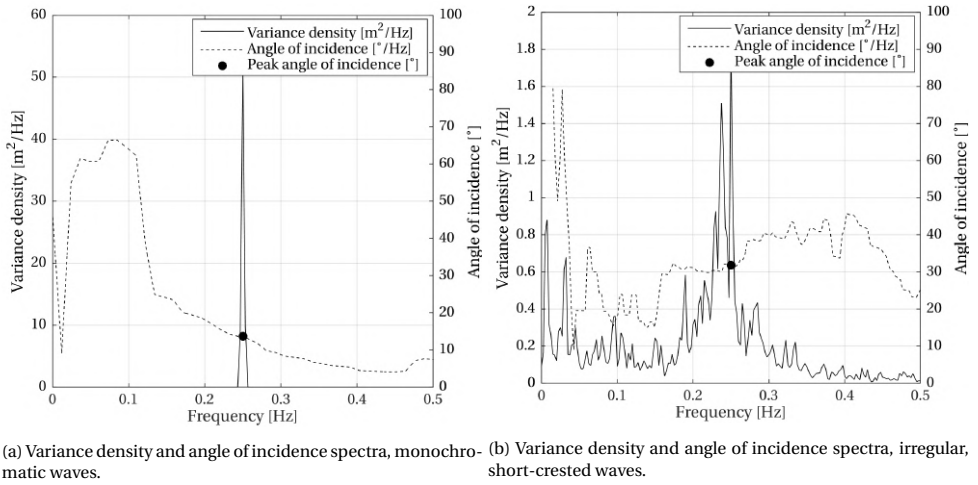 60
50
40
30
20
10
0
Variance density [m²/Hz]
100
90
80
70
60
50
40
30
20
10
0
Angle of incidence [°]
Variance density [m²/Hz]
Angle of incidence [°/Hz]
Peak angle of incidence [°]
0 0.1 0.2 0.3 0.4 0.5
Frequency [Hz]
(a) Variance density and angle of incidence spectra, monochro-
matic waves.
2
1.8
1.6
1.4
1.2
1
0.8
0.6
0.4
0.2
0
Variance density [m²/Hz]
100
90
80
70
60
50
40
30
20
10
0
Angle of incidence [°]
Variance density [m²/Hz]
Angle of incidence [°/Hz]
Peak angle of incidence [°]
0 0.1 0.2 0.3 0.4 0.5
Frequency [Hz]
(b) Variance density and angle of incidence spectra, irregular,
short-crested waves.